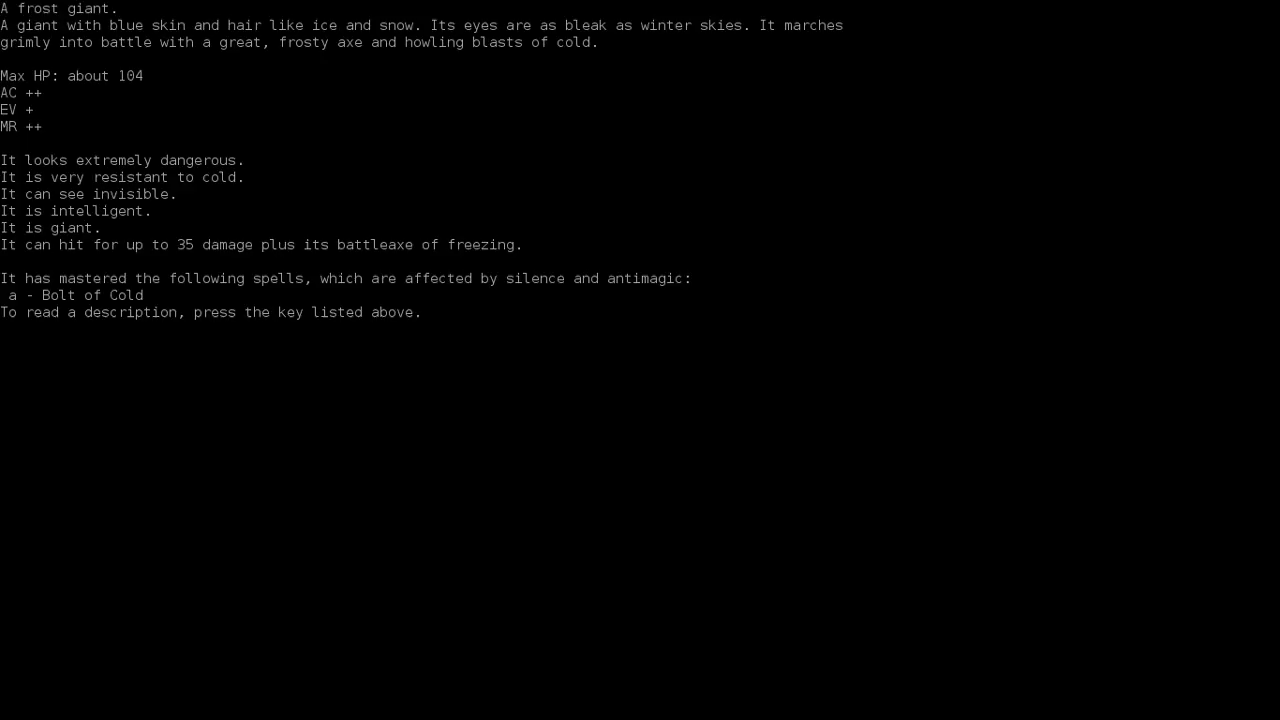 A frost giant.
A giant with blue skin and hair like ice and snow. Its eyes are as bleak as winter skies. It marches
grimly into battle with a great, frosty axe and howling blasts of cold.
Max HP: about 104
AC ++
EV +
MR ++
It looks extremely dangerous.
It is very resistant to cold.
It can see invisible.
It is intelligent.
It is giant.
It can hit for up to 35 damage plus its battleaxe of freezing.
It has mastered the following spells, which are affected by silence and antimagic:
a - Bolt of Cold
To read a description, press the key listed above.